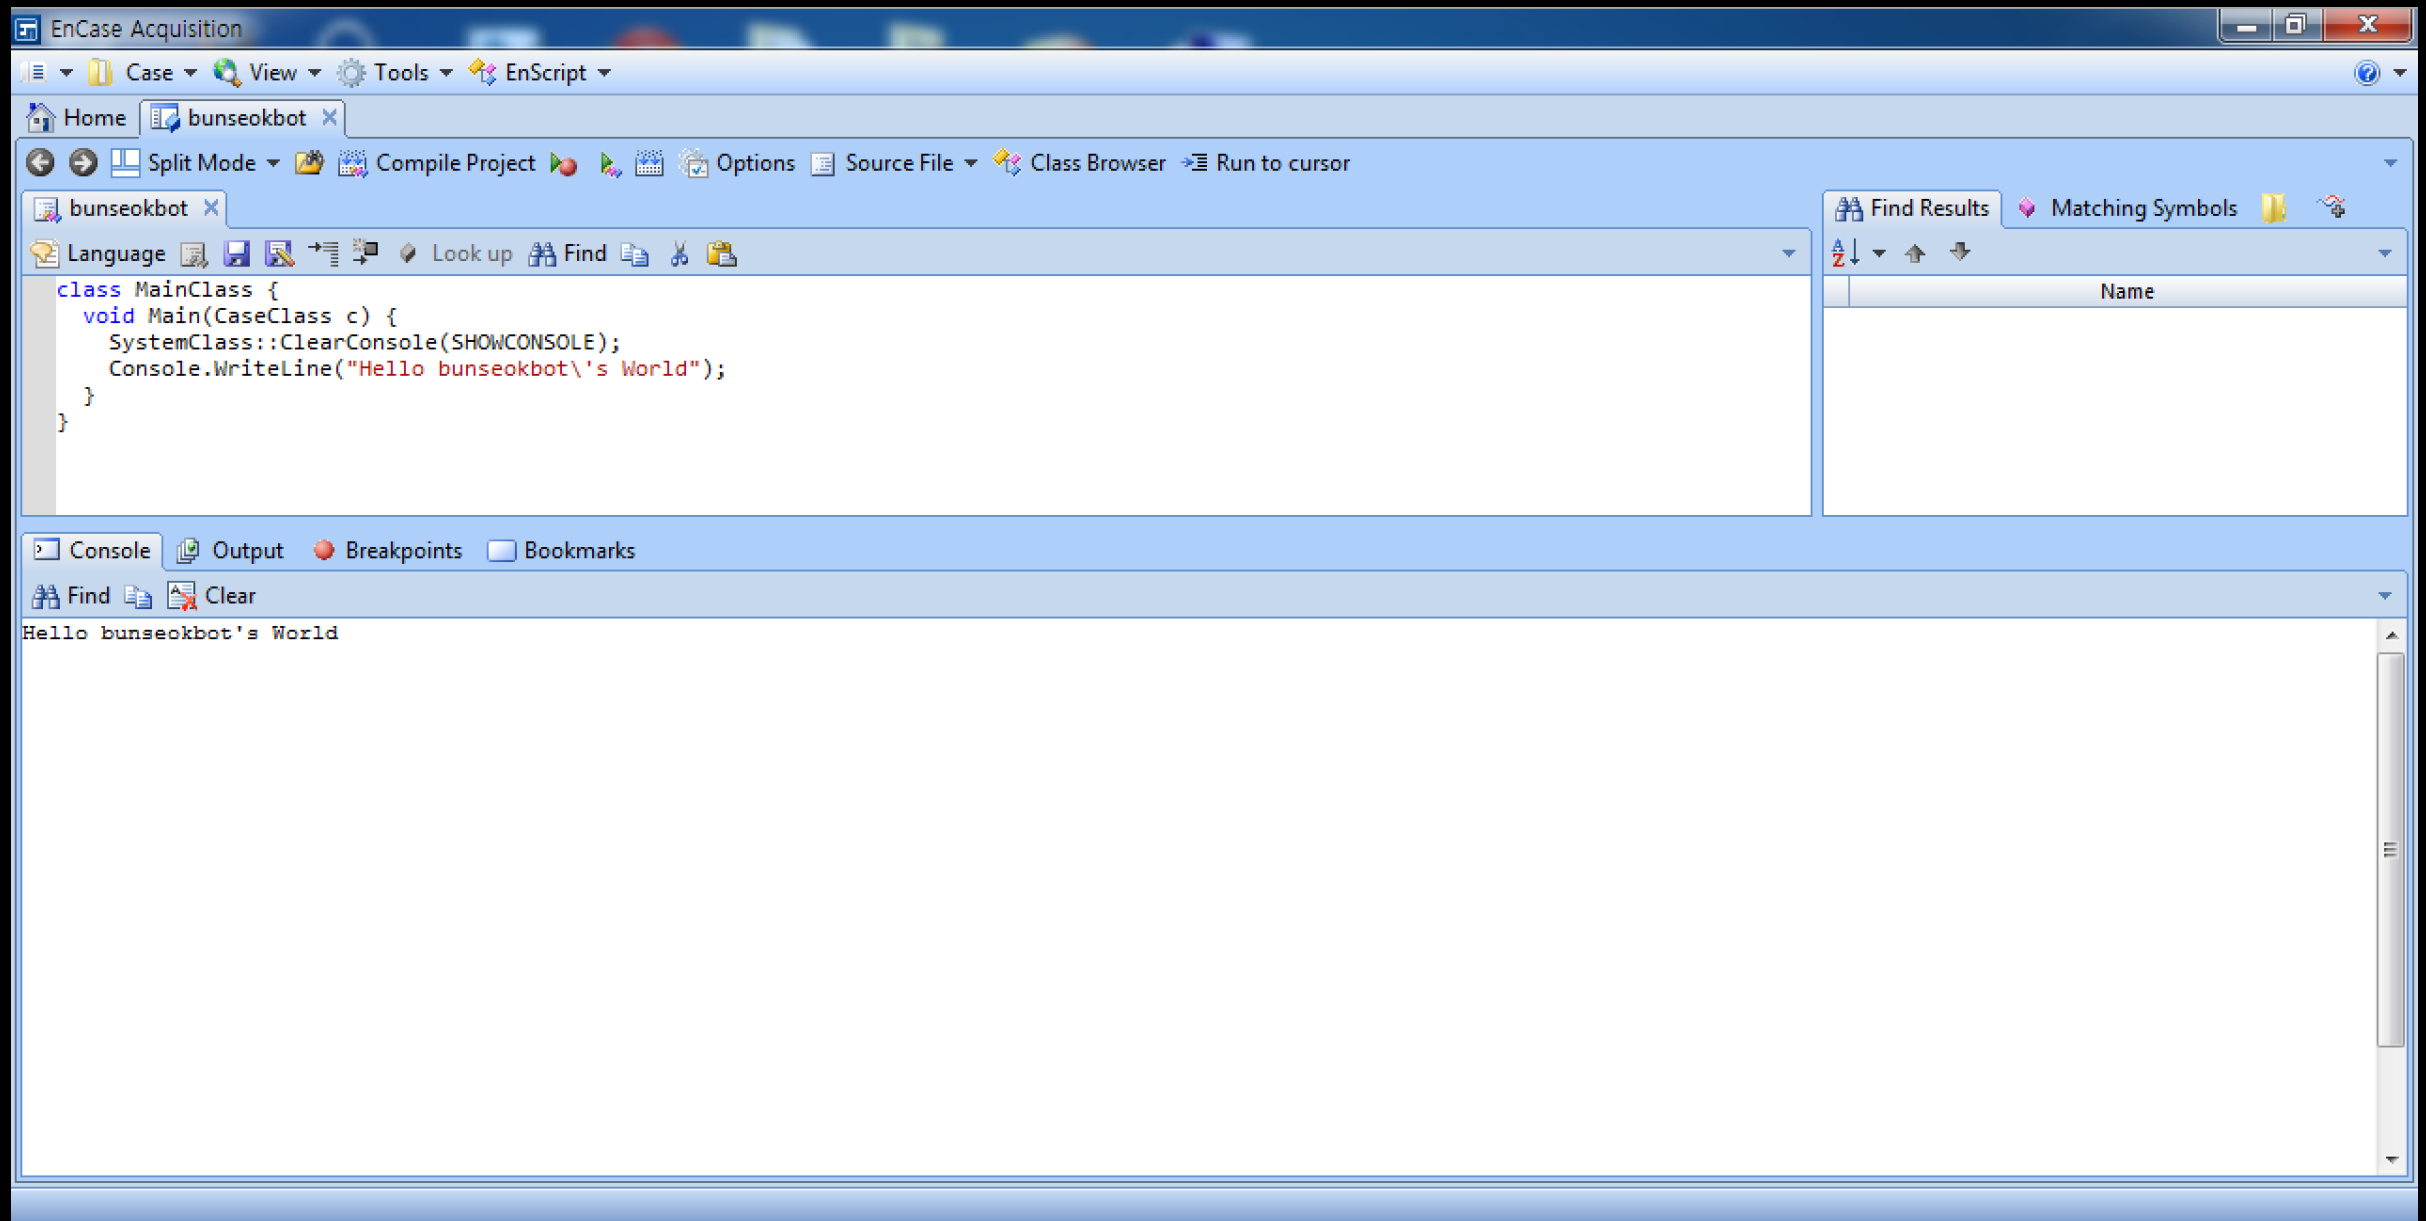 EnCase Acquisition
Case View Tools EnScript
Home bunseokbot
Split Mode Compile Project Options Source File Class Browser Run to cursor
bunseokbot
Find Results Matching Symbols
Language Look up Find
Name
class MainClass {
void Main(CaseClass c) {
SystemClass::ClearConsole(SHOWCONSOLE);
Console.WriteLine("Hello bunseokbot\'s World");
}
}
Console Output Breakpoints Bookmarks
Find Clear
Hello bunseokbot's World